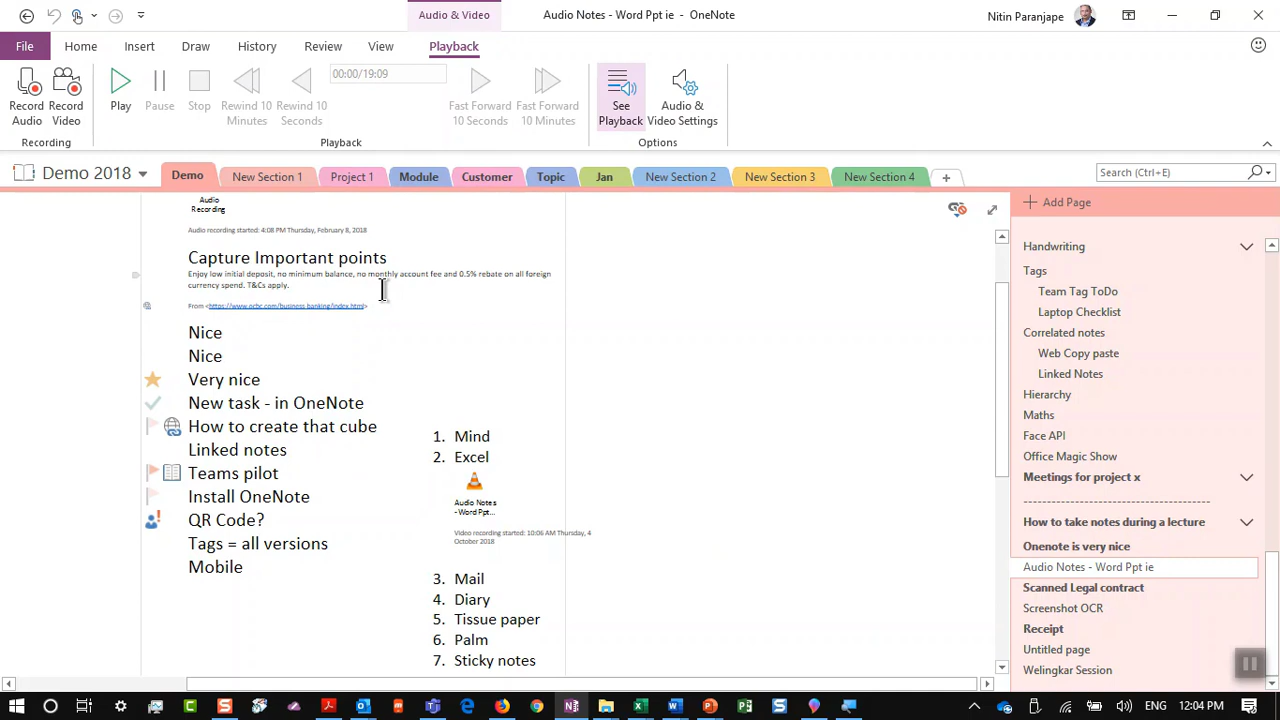 Audio & Video
Audio Notes - Word Ppt ie - OneNote
Nitin Paranjape
File
Home
Insert
Draw
History
Review
View
Playback
Record Audio
Record Video
Play
Pause
Stop
Rewind 10 Minutes
Rewind 10 Seconds
00:00/19:09
Fast Forward 10 Seconds
Fast Forward 10 Minutes
See Playback
Audio & Video Settings
Recording
Playback
Options
Demo 2018
Demo
New Section 1
Project 1
Module
Customer
Topic
Jan
New Section 2
New Section 3
New Section 4
Search (Ctrl+E)
Audio
Recording
Audio recording started: 4:08 PM Thursday, February 8, 2018
Capture Important points
Enjoy low initial deposit, no minimum balance, no monthly account fee and 0.5% rebate on all foreign
currency spend. T&Cs apply.
From <https://www.ocbc.com/business-banking/index.html>
Nice
Nice
Very nice
New task - in OneNote
How to create that cube
Linked notes
Teams pilot
Install OneNote
QR Code?
Tags = all versions
Mobile
1. Mind
2. Excel
Audio Notes
- Word Ppt...
Video recording started: 10:06 AM Thursday, 4
October 2018
3. Mail
4. Diary
5. Tissue paper
6. Palm
7. Sticky notes
Add Page
Handwriting
Tags
Team Tag ToDo
Laptop Checklist
Correlated notes
Web Copy paste
Linked Notes
Hierarchy
Maths
Face API
Office Magic Show
Meetings for project x
----------------------------------
How to take notes during a lecture
Onenote is very nice
Audio Notes - Word Ppt ie
Scanned Legal contract
Screenshot OCR
Receipt
Untitled page
Welingkar Session
ENG
12:04 PM